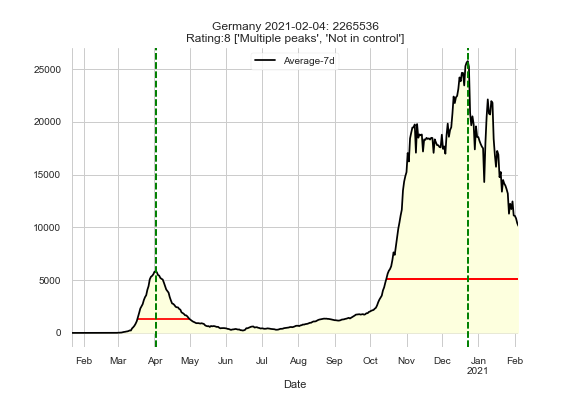 Germany 2021-02-04: 2265536
Rating:8 ['Multiple peaks', 'Not in control']
Average-7d
25000
20000
15000
10000
5000
0
Feb Mar Apr May Jun Jul Aug Sep Oct Nov Dec Jan Feb
2021
Date